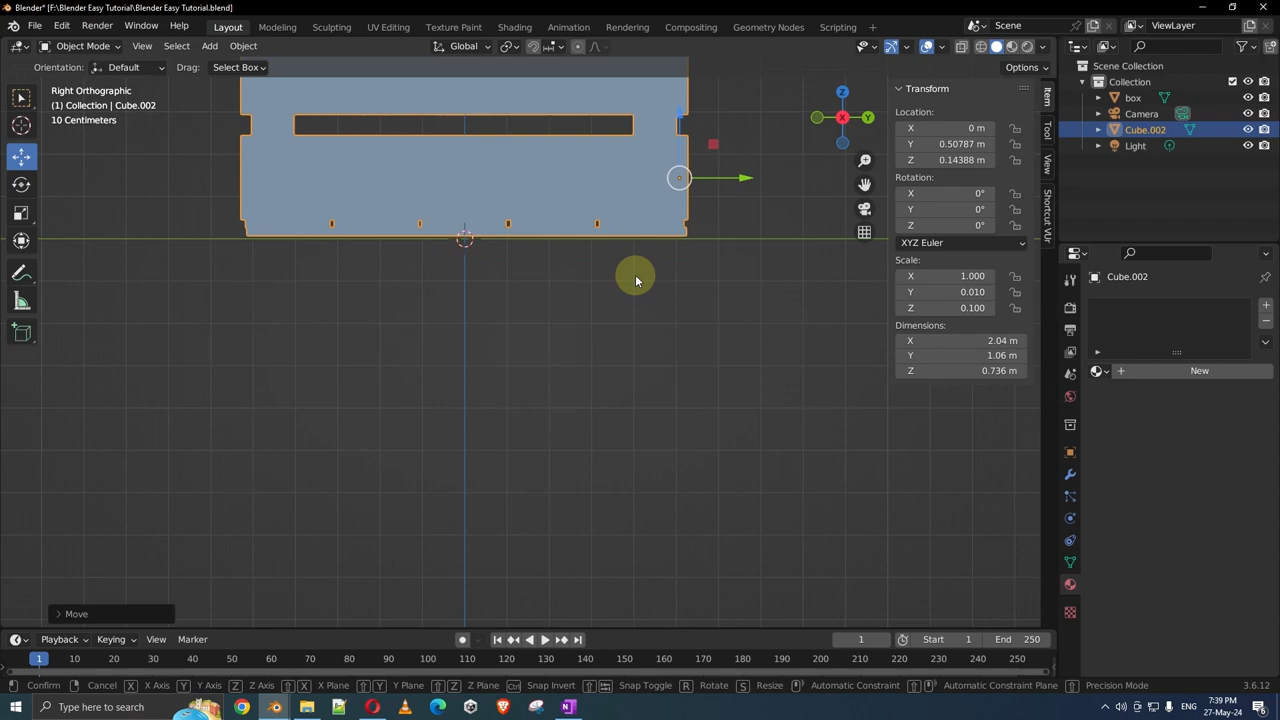 Blender* [F:\Blender Easy Tutorial\Blender Easy Tutorial.blend]
File Edit Render Window Help Layout Modeling Sculpting UV Editing Texture Paint Shading Animation Rendering Compositing Geometry Nodes Scripting + Scene ViewLayer
Object Mode View Select Add Object Global
Orientation: Default Drag: Select Box Options
Right Orthographic
(1) Collection | Cube.002
10 Centimeters
Z
X
Y
Transform
Location:
X 0 m
Y 0.50787 m
Z 0.14388 m
Rotation:
X 0°
Y 0°
Z 0°
XYZ Euler
Scale:
X 1.000
Y 0.010
Z 0.100
Dimensions:
X 2.04 m
Y 1.06 m
Z 0.736 m
Item
Tool
View
Shortcut VUr
Scene Collection
Collection
box
Camera
Cube.002
Light
Cube.002
+ New
Move
Playback Keying View Marker 1 Start 1 End 250
1 10 20 30 40 50 60 70 80 90 100 110 120 130 140 150 160 170 180 190 200 210 220 230 240 250
Confirm Cancel X X Axis Y Y Axis Z Z Axis X X Plane Y Y Plane Z Z Plane Ctrl Snap Invert Snap Toggle R Rotate S Resize Automatic Constraint Automatic Constraint Plane Precision Mode 3.6.12
Type here to search ENG 7:39 PM
27-May-24